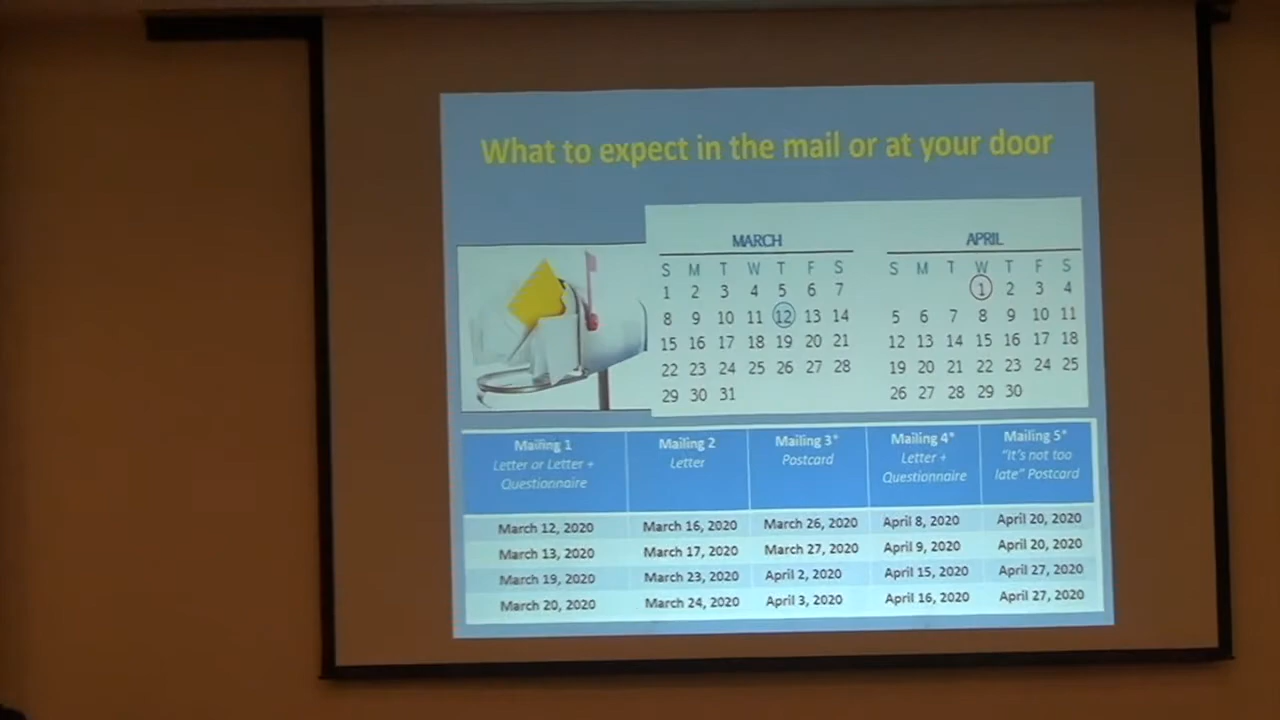 What to expect in the mail or at your door
MARCH
S M T W T F S
1 2 3 4 5 6 7
8 9 10 11 12 13 14
15 16 17 18 19 20 21
22 23 24 25 26 27 28
29 30 31
APRIL
S M T W T F S
1 2 3 4
5 6 7 8 9 10 11
12 13 14 15 16 17 18
19 20 21 22 23 24 25
26 27 28 29 30
Mailing 1 Mailing 2 Mailing 3* Mailing 4* Mailing 5*
Letter or Letter + Letter Postcard Letter + "It's not too
Questionnaire Questionnaire late" Postcard
March 12, 2020 March 16, 2020 March 26, 2020 April 8, 2020 April 20, 2020
March 13, 2020 March 17, 2020 March 27, 2020 April 9, 2020 April 20, 2020
March 19, 2020 March 23, 2020 April 2, 2020 April 15, 2020 April 27, 2020
March 20, 2020 March 24, 2020 April 3, 2020 April 16, 2020 April 27, 2020